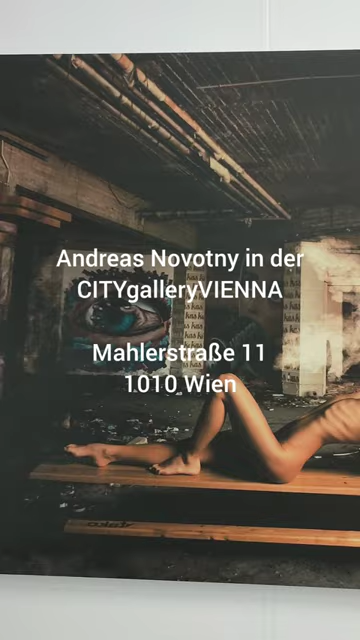 Andreas Novotny in der
CITYgalleryVIENNA
Mahlerstraße 11
1010 Wien